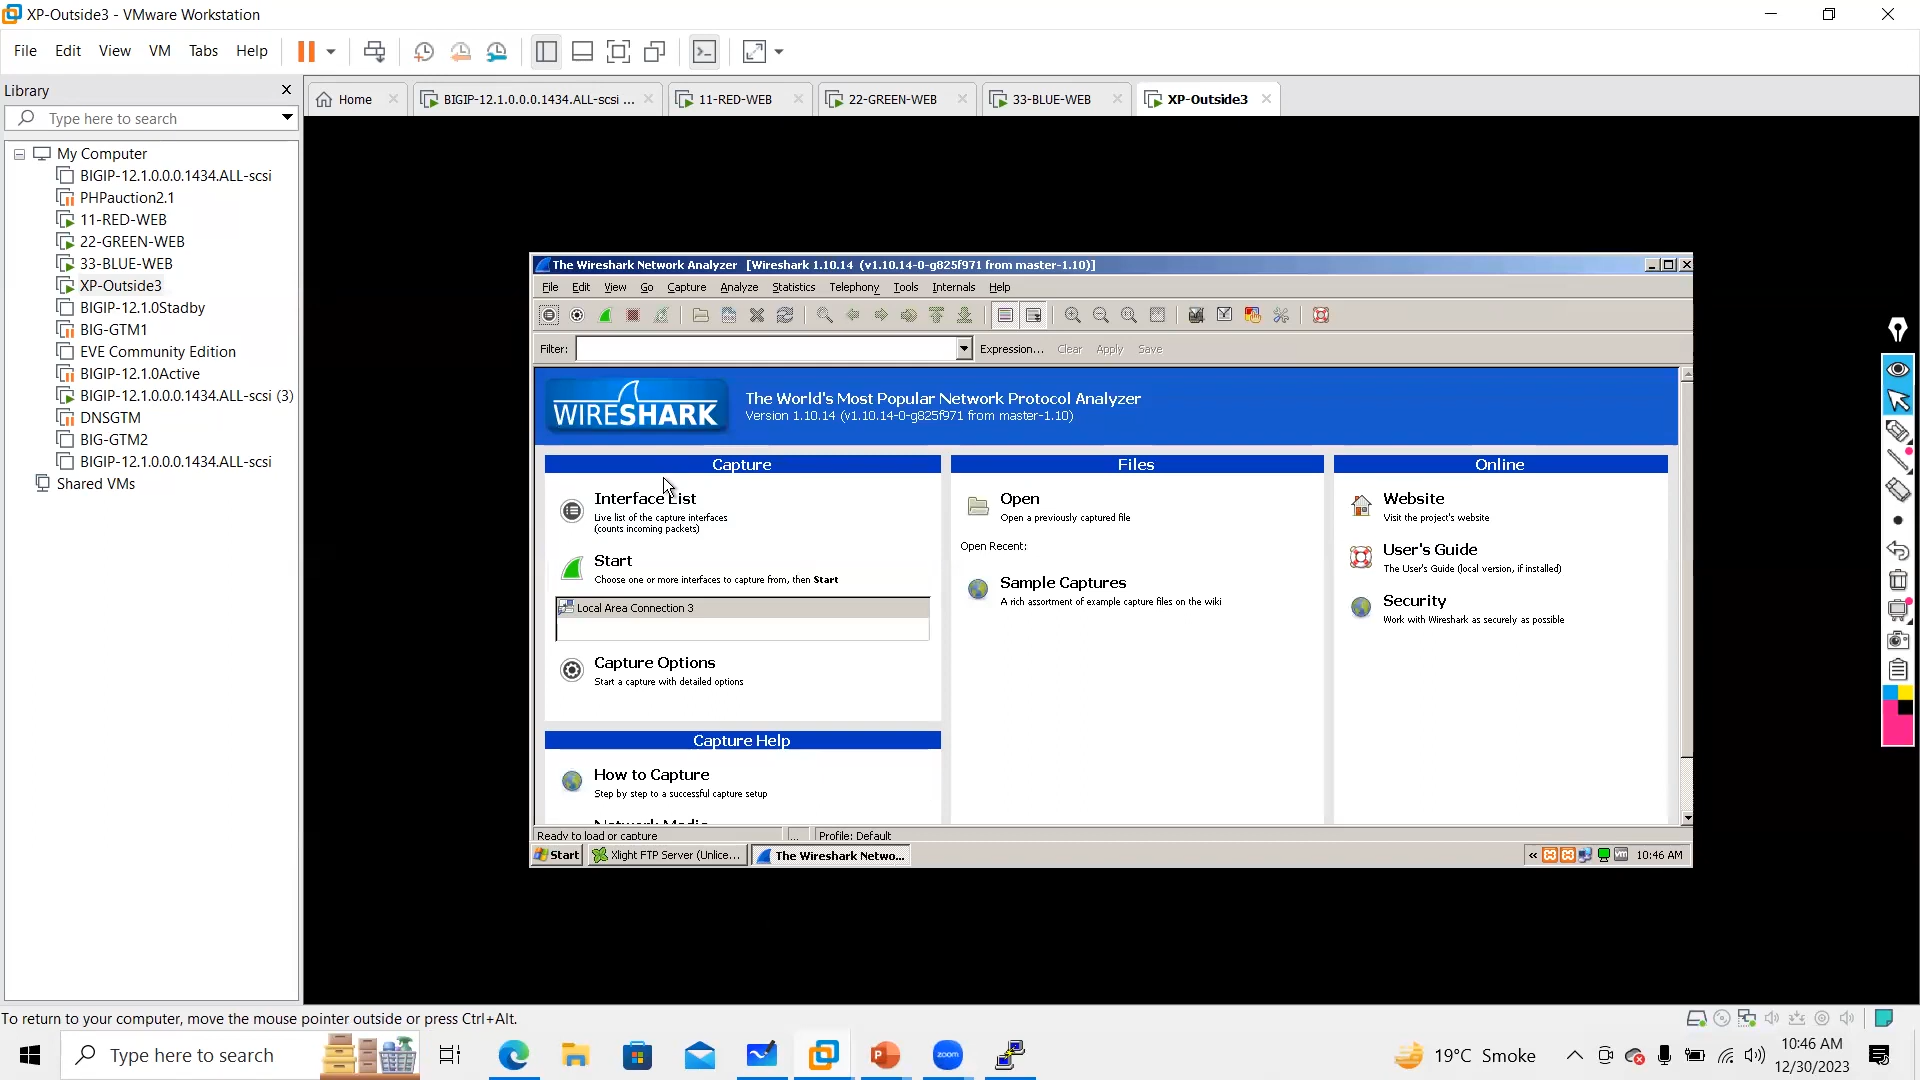 XP-Outside3 - VMware Workstation
File Edit View VM Tabs Help
Library
Type here to search
Home
BIGIP-12.1.0.0.0.1434.ALL-scsi ...
11-RED-WEB
22-GREEN-WEB
33-BLUE-WEB
XP-Outside3
My Computer
BIGIP-12.1.0.0.0.1434.ALL-scsi
PHPauction2.1
11-RED-WEB
22-GREEN-WEB
33-BLUE-WEB
XP-Outside3
BIGIP-12.1.0Stadby
BIG-GTM1
EVE Community Edition
BIGIP-12.1.0Active
BIGIP-12.1.0.0.0.1434.ALL-scsi (3)
DNSGTM
BIG-GTM2
BIGIP-12.1.0.0.0.1434.ALL-scsi
Shared VMs
The Wireshark Network Analyzer [Wireshark 1.10.14 (v1.10.14-0-g825f971 from master-1.10)]
File Edit View Go Capture Analyze Statistics Telephony Tools Internals Help
Filter:
Expression... Clear Apply Save
WIRESHARK
The World's Most Popular Network Protocol Analyzer
Version 1.10.14 (v1.10.14-0-g825f971 from master-1.10)
Capture
Interface List
Live list of the capture interfaces
(counts incoming packets)
Start
Choose one or more interfaces to capture from, then Start
Local Area Connection 3
Capture Options
Start a capture with detailed options
Capture Help
How to Capture
Step by step to a successful capture setup
Network Media
Files
Open
Open a previously captured file
Open Recent:
Sample Captures
A rich assortment of example capture files on the wiki
Online
Website
Visit the project's website
User's Guide
The User's Guide (local version, if installed)
Security
Work with Wireshark as securely as possible
Ready to load or capture
... Profile: Default
Start
Xlight FTP Server (Unlice...
The Wireshark Netwo...
« 10:46 AM
To return to your computer, move the mouse pointer outside or press Ctrl+Alt.
Type here to search
zoom
19°C Smoke
10:46 AM
12/30/2023